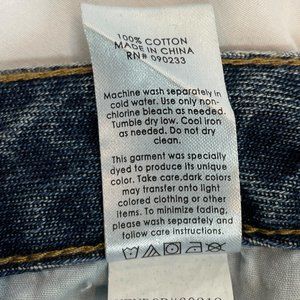 100% COTTON
MADE IN CHINA
RN# 090233
Machine wash separately in
cold water. Use only non-
chlorine bleach as needed.
Tumble dry low. Cool iron
as needed. Do not dry
clean.
This garment was specially
dyed to produce its unique
color. Take care,dark colors
may transfer onto light
colored clothing or other
items. To minimize fading,
please wash separately and
follow care instructions.